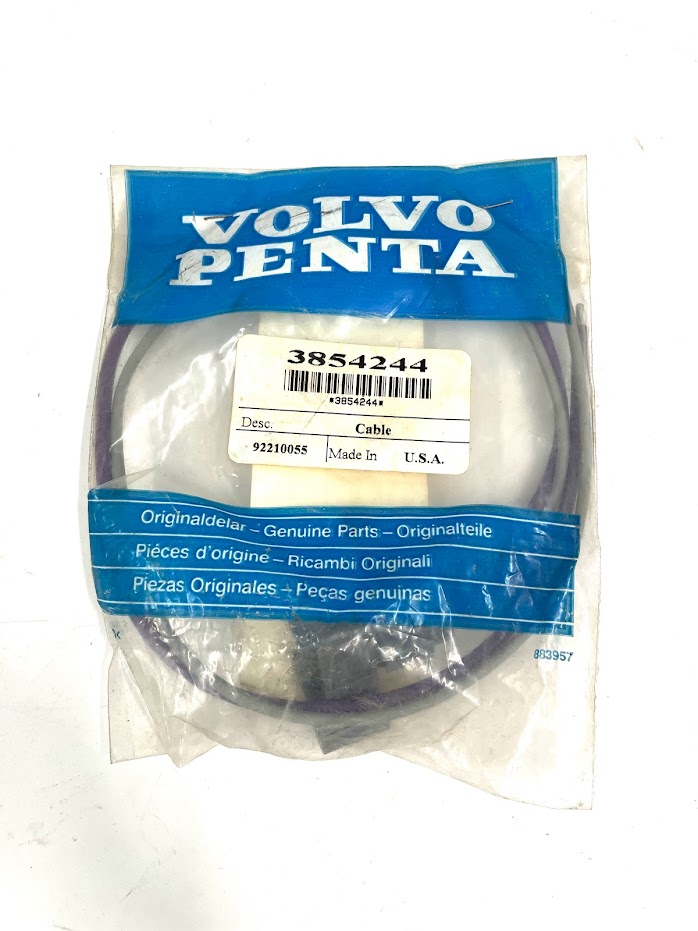 VOLVO
PENTA
3854244
*3854244*
Desc. Cable
92210055 Made In U.S.A.
Originaldelar – Genuine Parts – Originalteile
Piéces d'origine – Ricambi Originali
Piezas Originales – Peças genuinas
883957